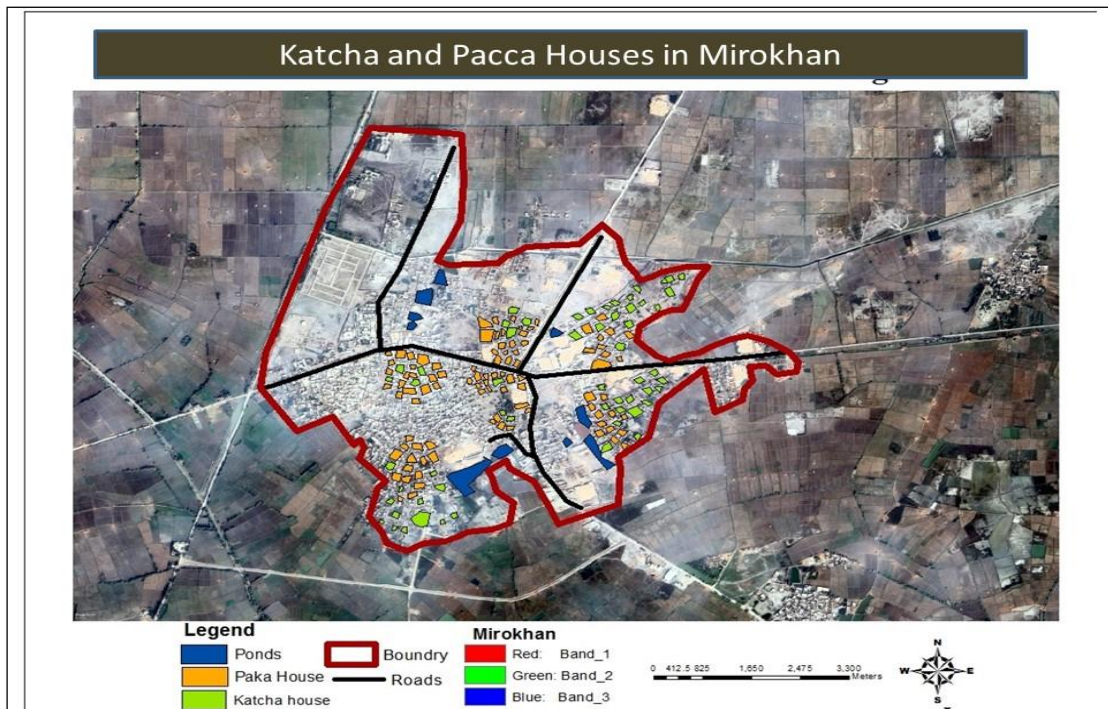 Katcha and Pacca Houses in Mirokhan
Legend
Ponds
Paka House
Katcha house
Boundry
Roads
Mirokhan
Red: Band_1
Green: Band_2
Blue: Band_3
0 412.5 825 1,650 2,475 3,300
Meters
N
W E
S